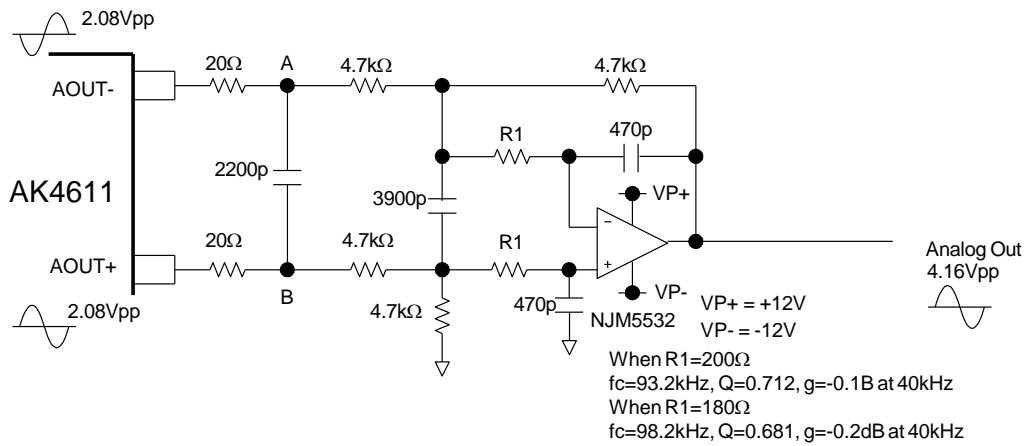 2.08Vpp
20Ω
A
4.7kΩ
4.7kΩ
AOUT-
R1
470p
2200p
VP+
AK4611
3900p
−
20Ω
4.7kΩ
R1
+
AOUT+
B
Analog Out
4.16Vpp
2.08Vpp
4.7kΩ
470p
VP-
NJM5532
VP+ = +12V
VP- = -12V
When R1=200Ω
fc=93.2kHz, Q=0.712, g=-0.1B at 40kHz
When R1=180Ω
fc=98.2kHz, Q=0.681, g=-0.2dB at 40kHz